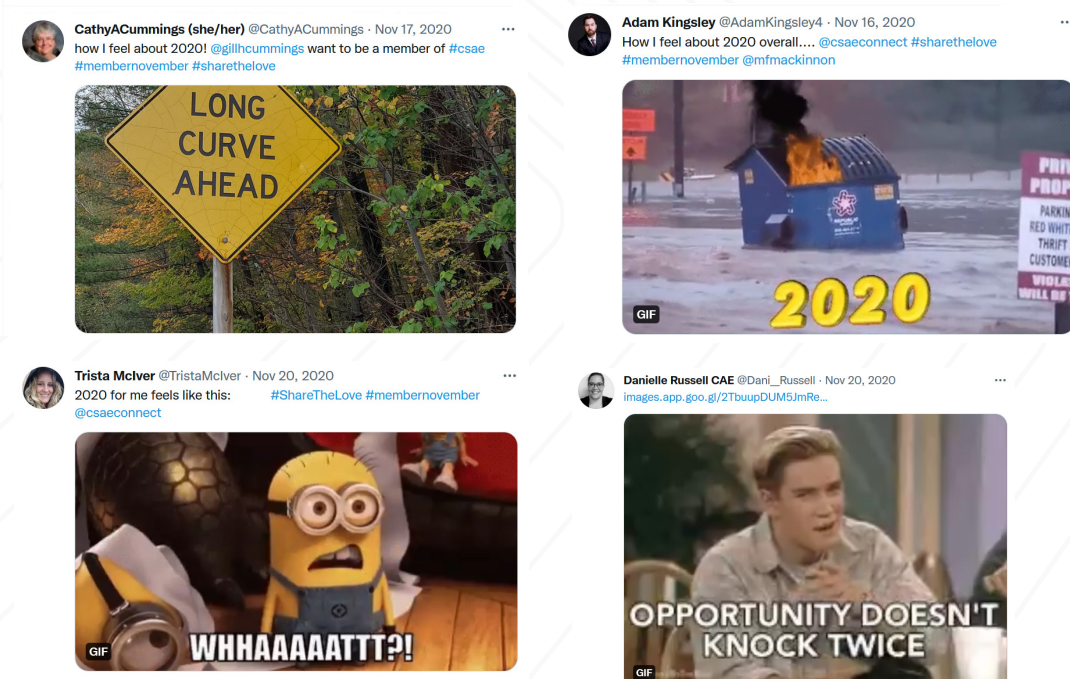 CathyACummings (she/her) @CathyACummings · Nov 17, 2020
how I feel about 2020! @gillhcummings want to be a member of #csae
#membernovember #sharethelove
LONG
CURVE
AHEAD
Adam Kingsley @AdamKingsley4 · Nov 16, 2020
How I feel about 2020 overall.... @csaeconnect #sharethelove
#membernovember @mfmackinnon
REPUBLIC
PRIV
PROP
PARKIN
RED WHIT
THRIFT
CUSTOME
VIOLA
WILL BE
2020
GIF
Trista McIver @TristaMcIver · Nov 20, 2020
2020 for me feels like this: #ShareTheLove #membernovember
@csaeconnect
WHHAAAAATTT?!
GIF
Danielle Russell CAE @Dani__Russell · Nov 20, 2020
images.app.goo.gl/2TbuupDUM5JmRe...
OPPORTUNITY DOESN'T
KNOCK TWICE
GIF